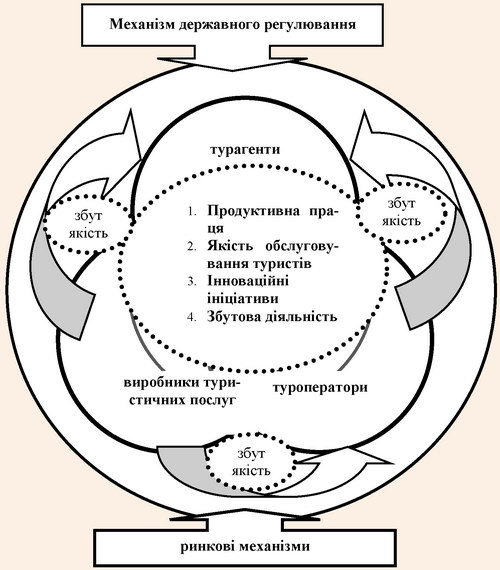 Механізм державного регулювання
турагенти
збут
якість
збут
якість
1. Продуктивна пра-
ця
2. Якість обслугову-
вання туристів
3. Інноваційні
ініціативи
4. Збутова діяльність
виробники тури-
стичних послуг
туроператори
збут
якість
ринкові механізми